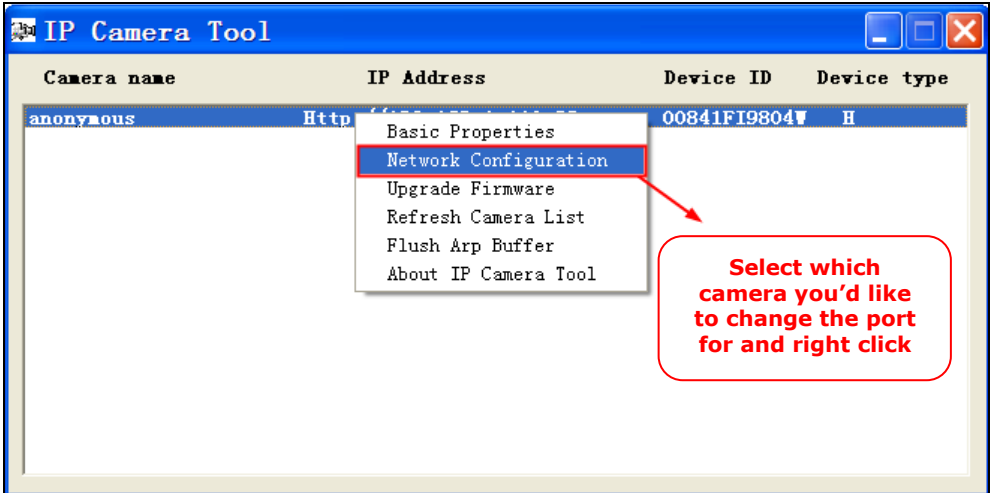 IP Camera Tool
Camera name IP Address Device ID Device type
anonymous Http 00841FI9804W H
Basic Properties
Network Configuration
Upgrade Firmware
Refresh Camera List
Flush Arp Buffer
About IP Camera Tool
Select which
camera you’d like
to change the port
for and right click